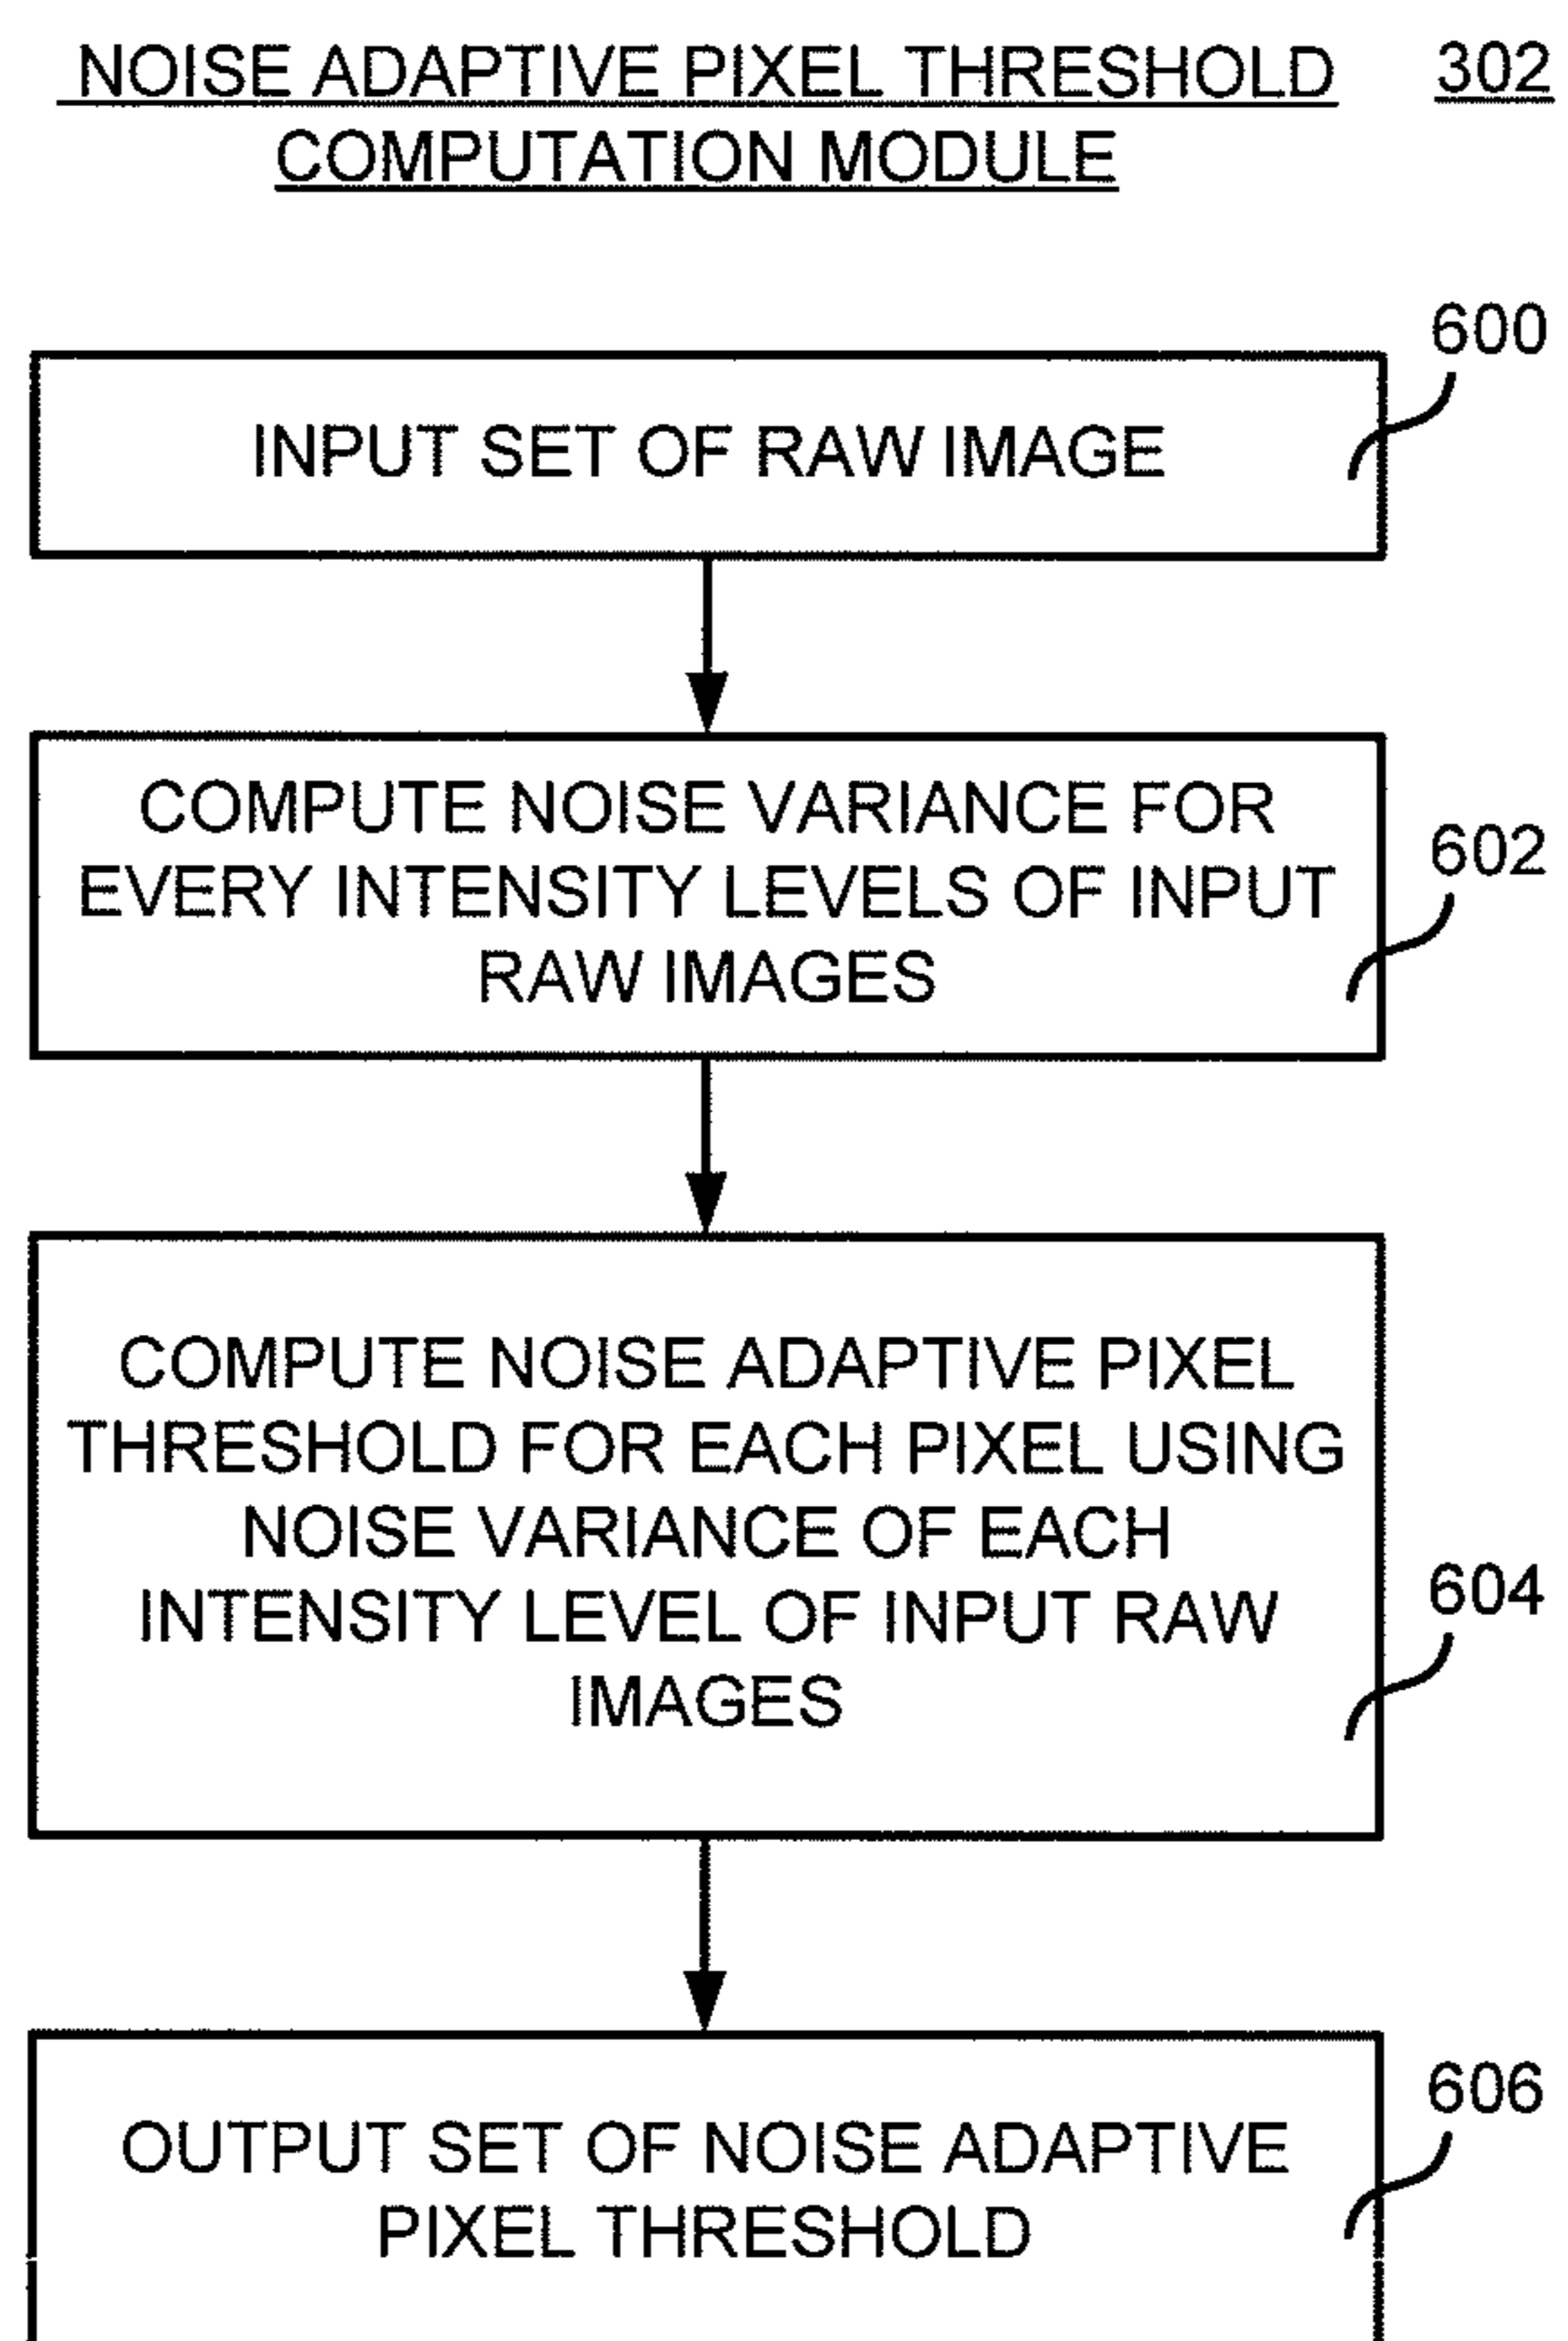 NOISE ADAPTIVE PIXEL THRESHOLD 302
COMPUTATION MODULE
600
INPUT SET OF RAW IMAGE
COMPUTE NOISE VARIANCE FOR
EVERY INTENSITY LEVELS OF INPUT
RAW IMAGES
602
COMPUTE NOISE ADAPTIVE PIXEL
THRESHOLD FOR EACH PIXEL USING
NOISE VARIANCE OF EACH
INTENSITY LEVEL OF INPUT RAW
IMAGES
604
OUTPUT SET OF NOISE ADAPTIVE
PIXEL THRESHOLD
606